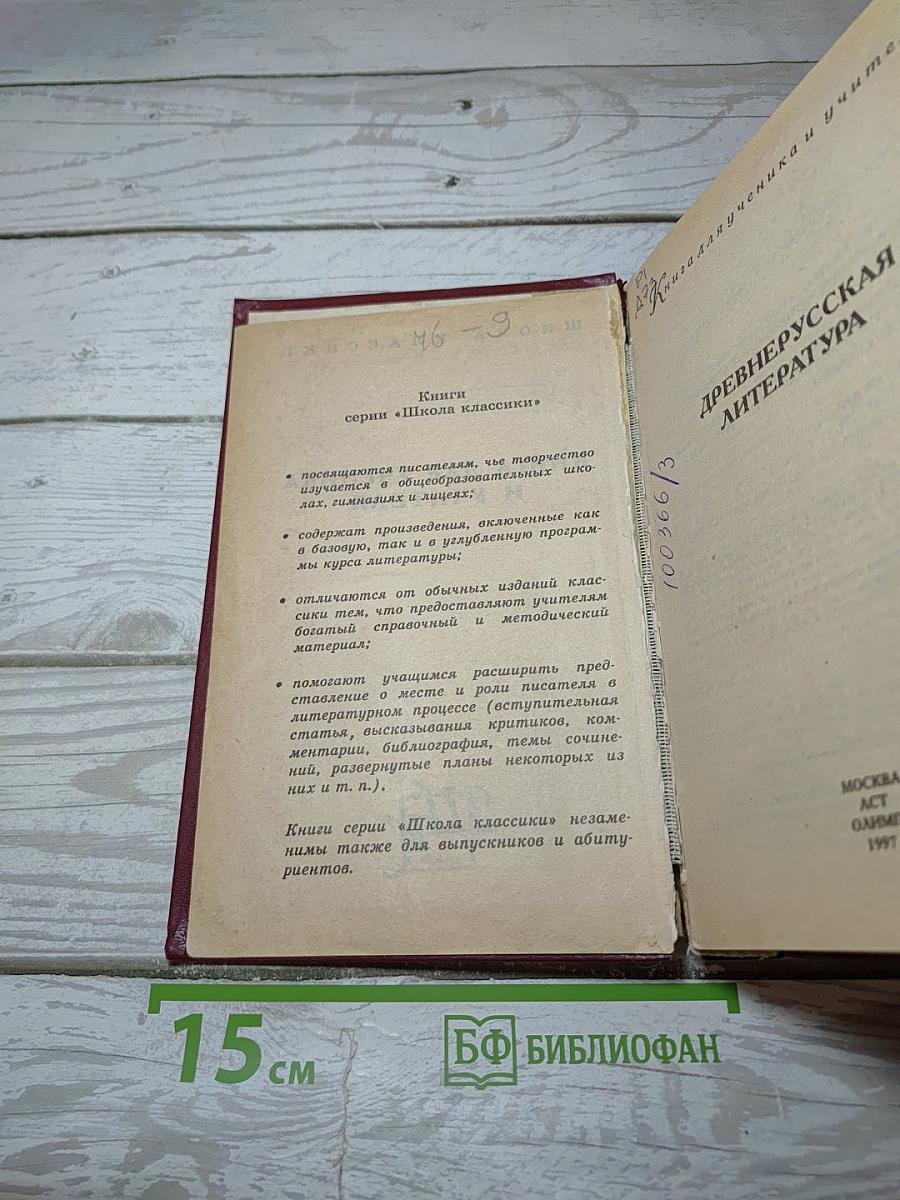 76 – 9
Книги
серии «Школа классики»
• посвящаются писателям, чье творчество
изучается в общеобразовательных шко-
лах, гимназиях и лицеях;
• содержат произведения, включенные как
в базовую, так и в углубленную програм-
мы курса литературы;
• отличаются от обычных изданий клас-
сики тем, что предоставляют учителям
богатый справочный и методический
материал;
• помогают учащимся расширить пред-
ставление о месте и роли писателя в
литературном процессе (вступительная
статья, высказывания критиков, ком-
ментарии, библиография, темы сочине-
ний, развернутые планы некоторых из
них и т. п.).
Книги серии «Школа классики» незаме-
нимы также для выпускников и абиту-
риентов.
Книга для ученика и
ДРЕВНЕРУССКАЯ
ЛИТЕРАТУРА
100366/3
МОСКВА
АСТ
1997
15 см
БФ БИБЛИОФАН